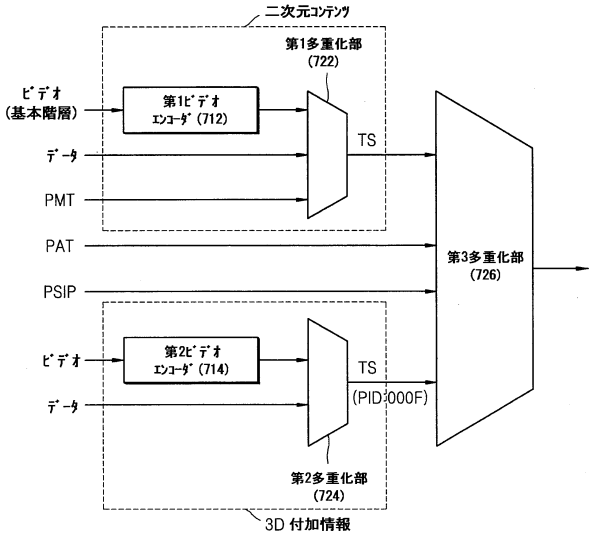 二次元コンテンツ
第1多重化部
(722)
ビデオ
(基本階層)
第1ビデオ
エンコーダ(712)
TS
データ
PMT
PAT
第3多重化部
(726)
PSIP
ビデオ
第2ビデオ
エンコーダ(714)
TS
(PID:000F)
データ
第2多重化部
(724)
3D 付加情報